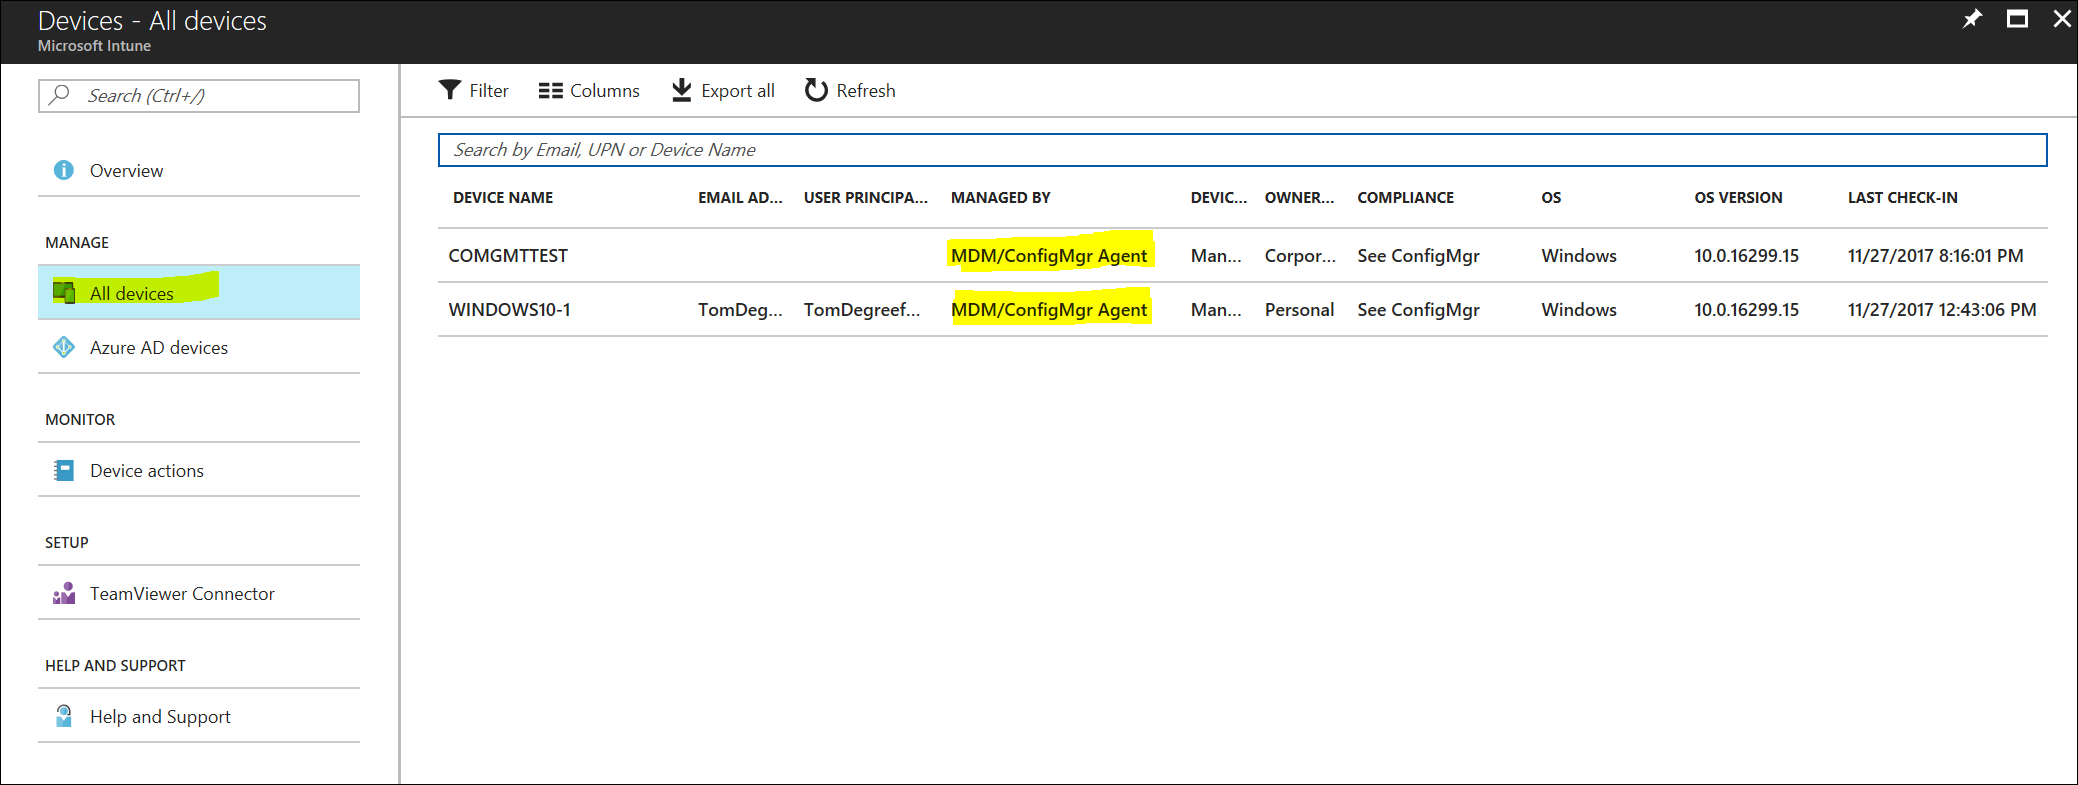 Devices - All devices
Microsoft Intune
Search (Ctrl+/)
Overview
MANAGE
All devices
Azure AD devices
MONITOR
Device actions
SETUP
TeamViewer Connector
HELP AND SUPPORT
Help and Support
Filter Columns Export all Refresh
Search by Email, UPN or Device Name
DEVICE NAME EMAIL AD... USER PRINCIPA... MANAGED BY DEVIC... OWNER... COMPLIANCE OS OS VERSION LAST CHECK-IN
COMGMTTEST MDM/ConfigMgr Agent Man... Corpor... See ConfigMgr Windows 10.0.16299.15 11/27/2017 8:16:01 PM
WINDOWS10-1 TomDeg... TomDegreef... MDM/ConfigMgr Agent Man... Personal See ConfigMgr Windows 10.0.16299.15 11/27/2017 12:43:06 PM